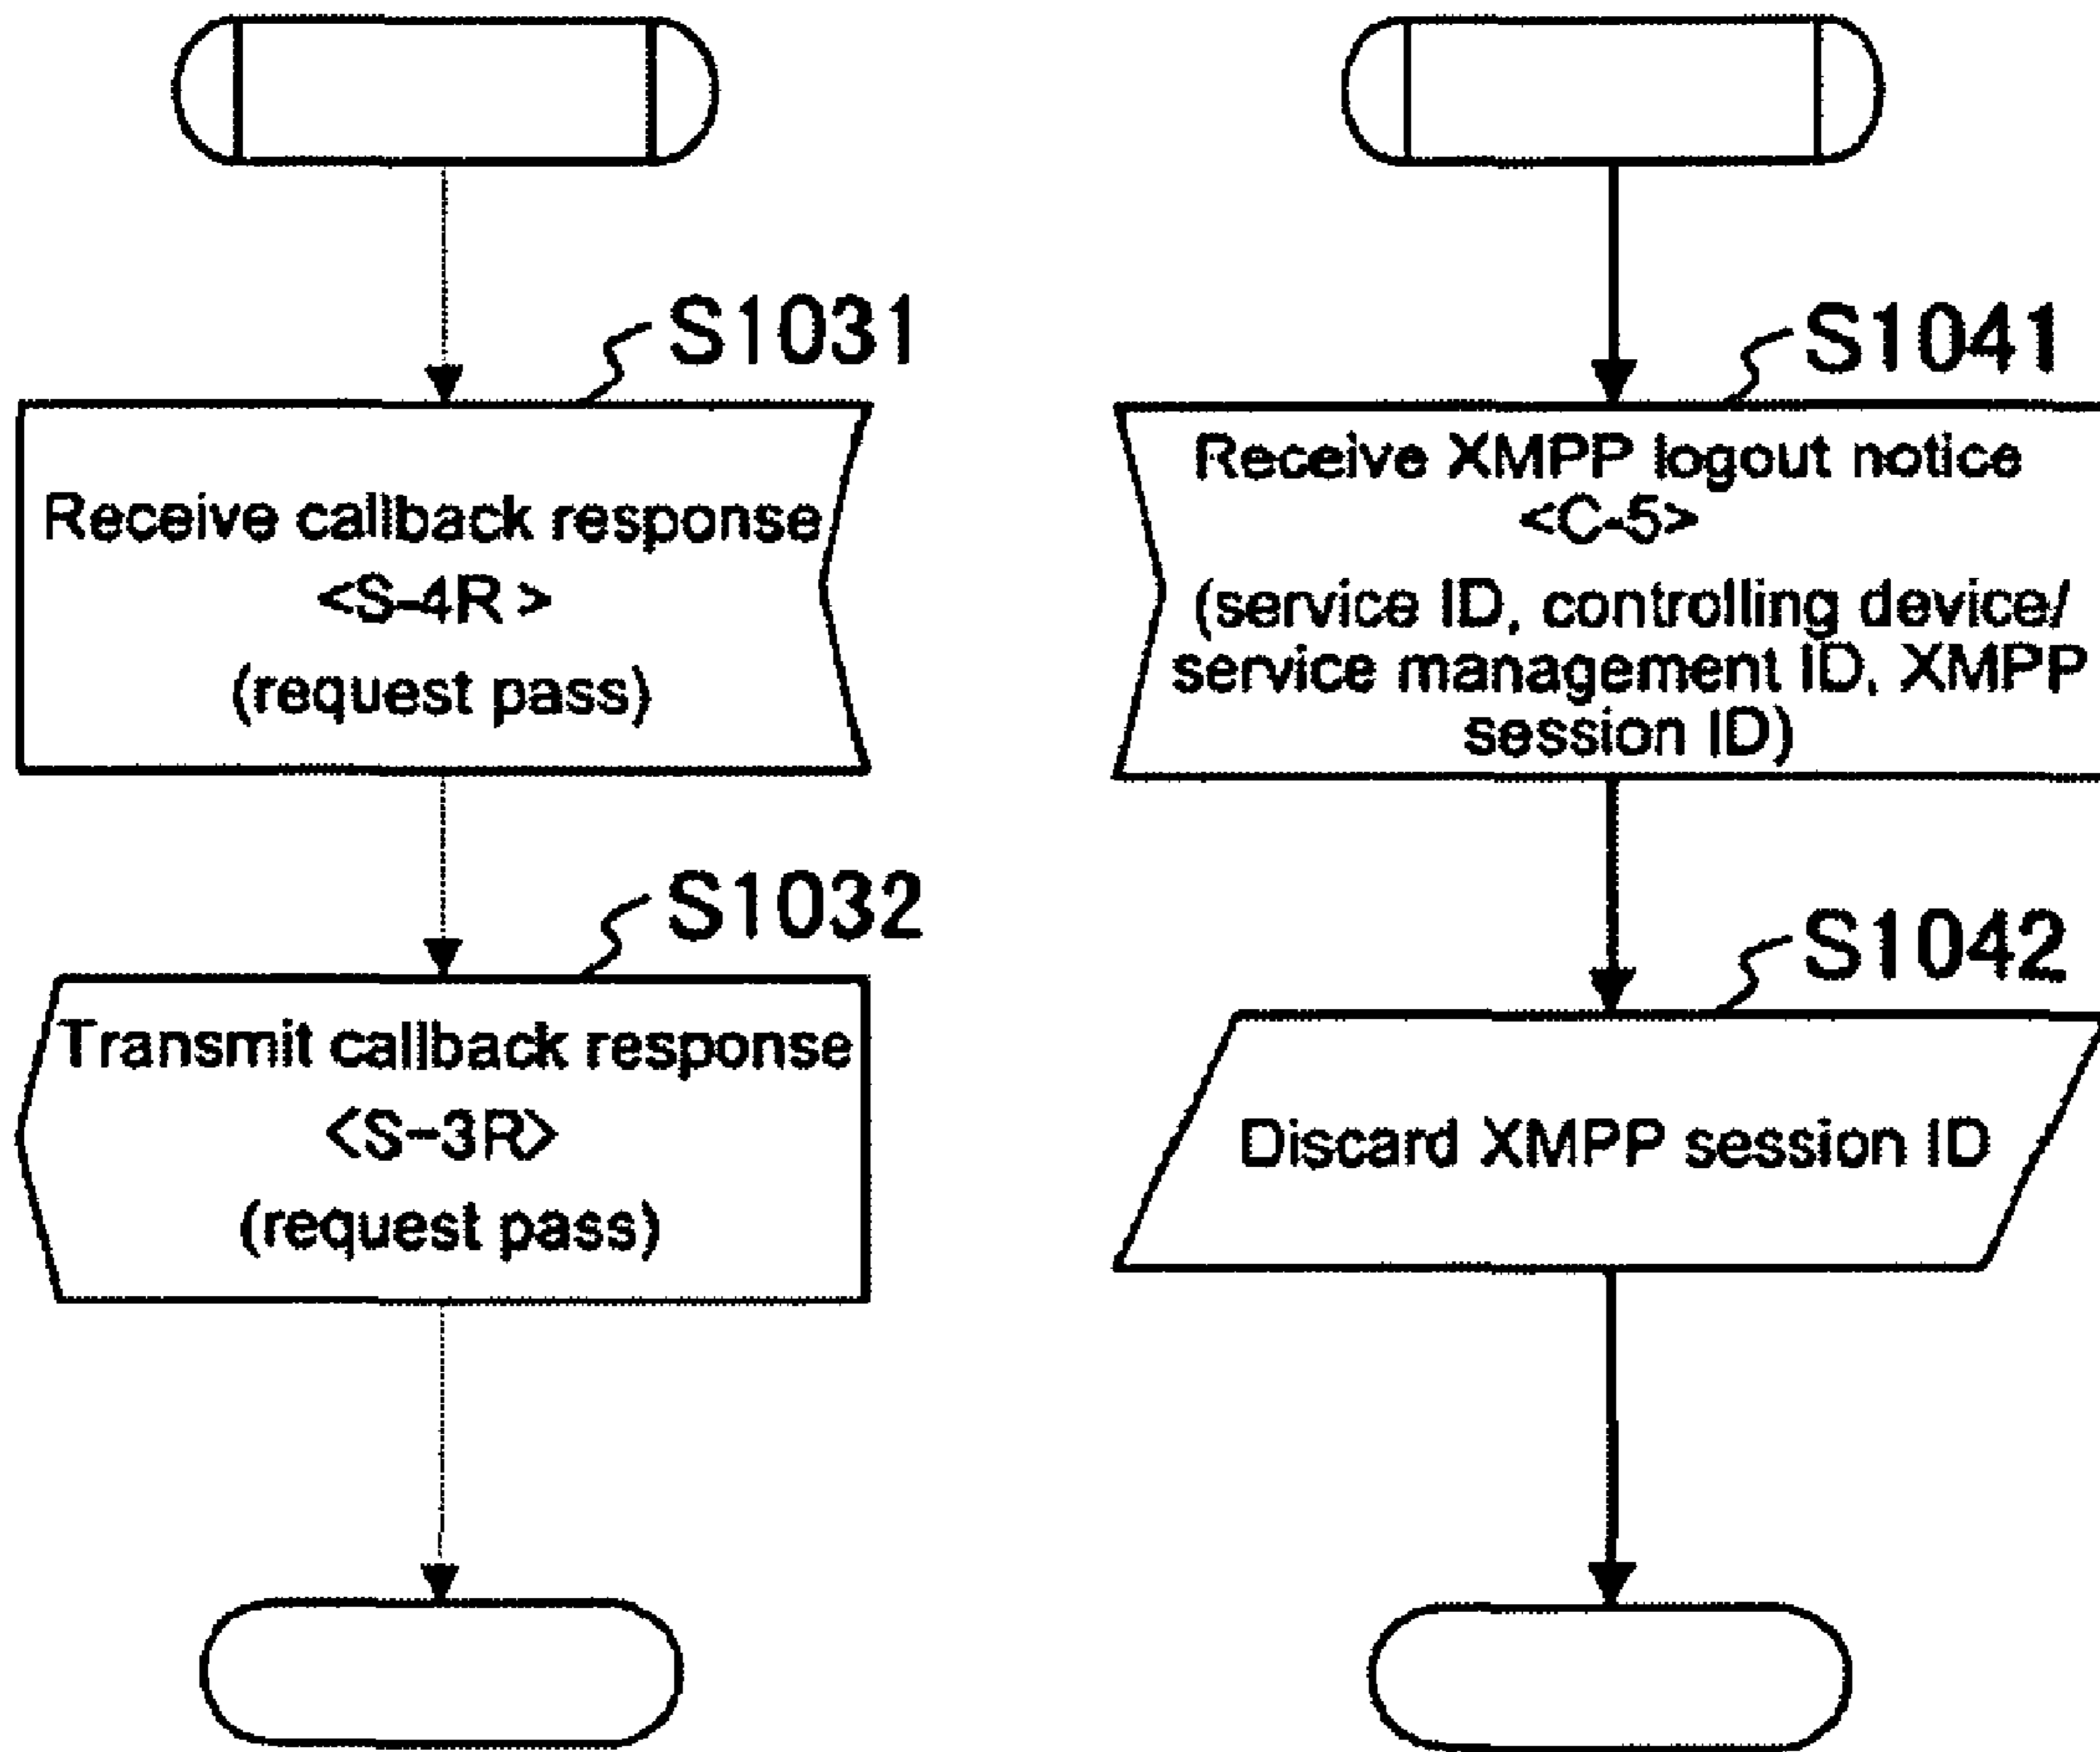 S1031
Receive callback response
<S-4R>
(request pass)
S1032
Transmit callback response
<S-3R>
(request pass)
S1041
Receive XMPP logout notice
<C-5>
(service ID, controlling device/
service management ID, XMPP
session ID)
S1042
Discard XMPP session ID